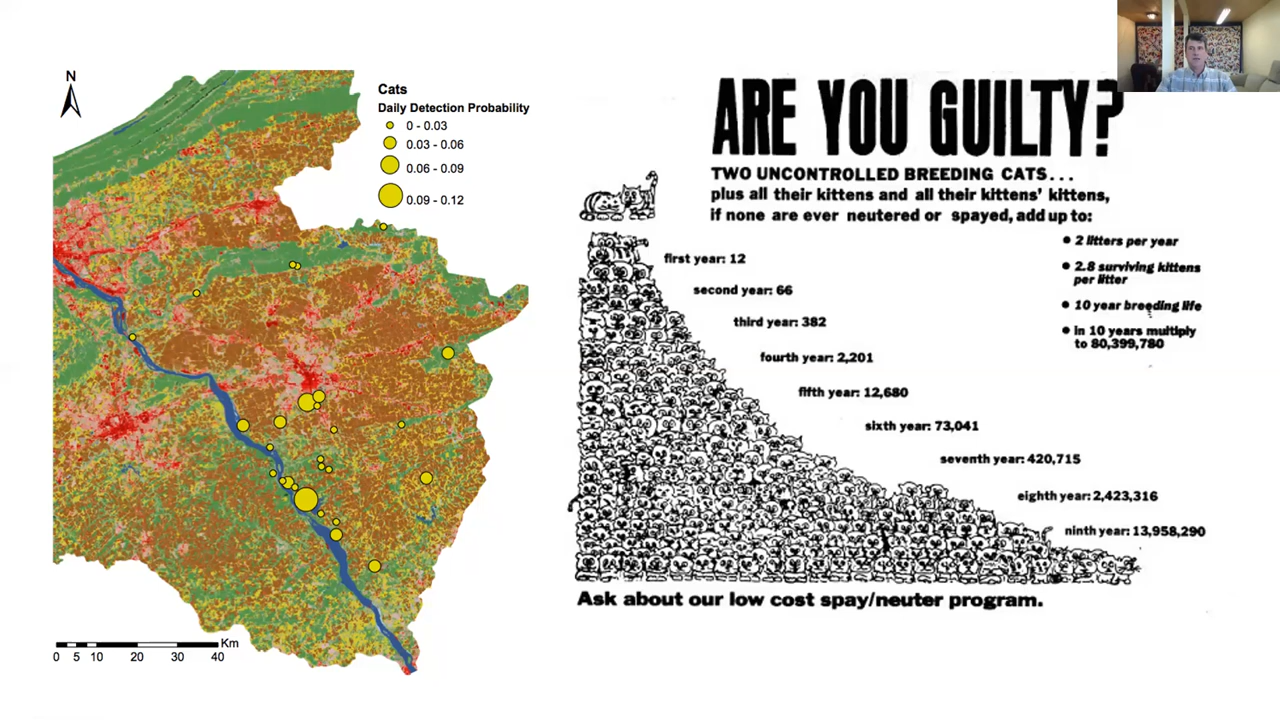 N
Cats
Daily Detection Probability
0 - 0.03
0.03 - 0.06
0.06 - 0.09
0.09 - 0.12
Km
0 5 10 20 30 40
ARE YOU GUILTY?
TWO UNCONTROLLED BREEDING CATS...
plus all their kittens and all their kittens' kittens,
if none are ever neutered or spayed, add up to:
• 2 litters per year
• 2.8 surviving kittens
per litter
• 10 year breeding life
• in 10 years multiply
to 80,399,780
first year: 12
second year: 66
third year: 382
fourth year: 2,201
fifth year: 12,680
sixth year: 73,041
seventh year: 420,715
eighth year: 2,423,316
ninth year: 13,958,290
Ask about our low cost spay/neuter program.